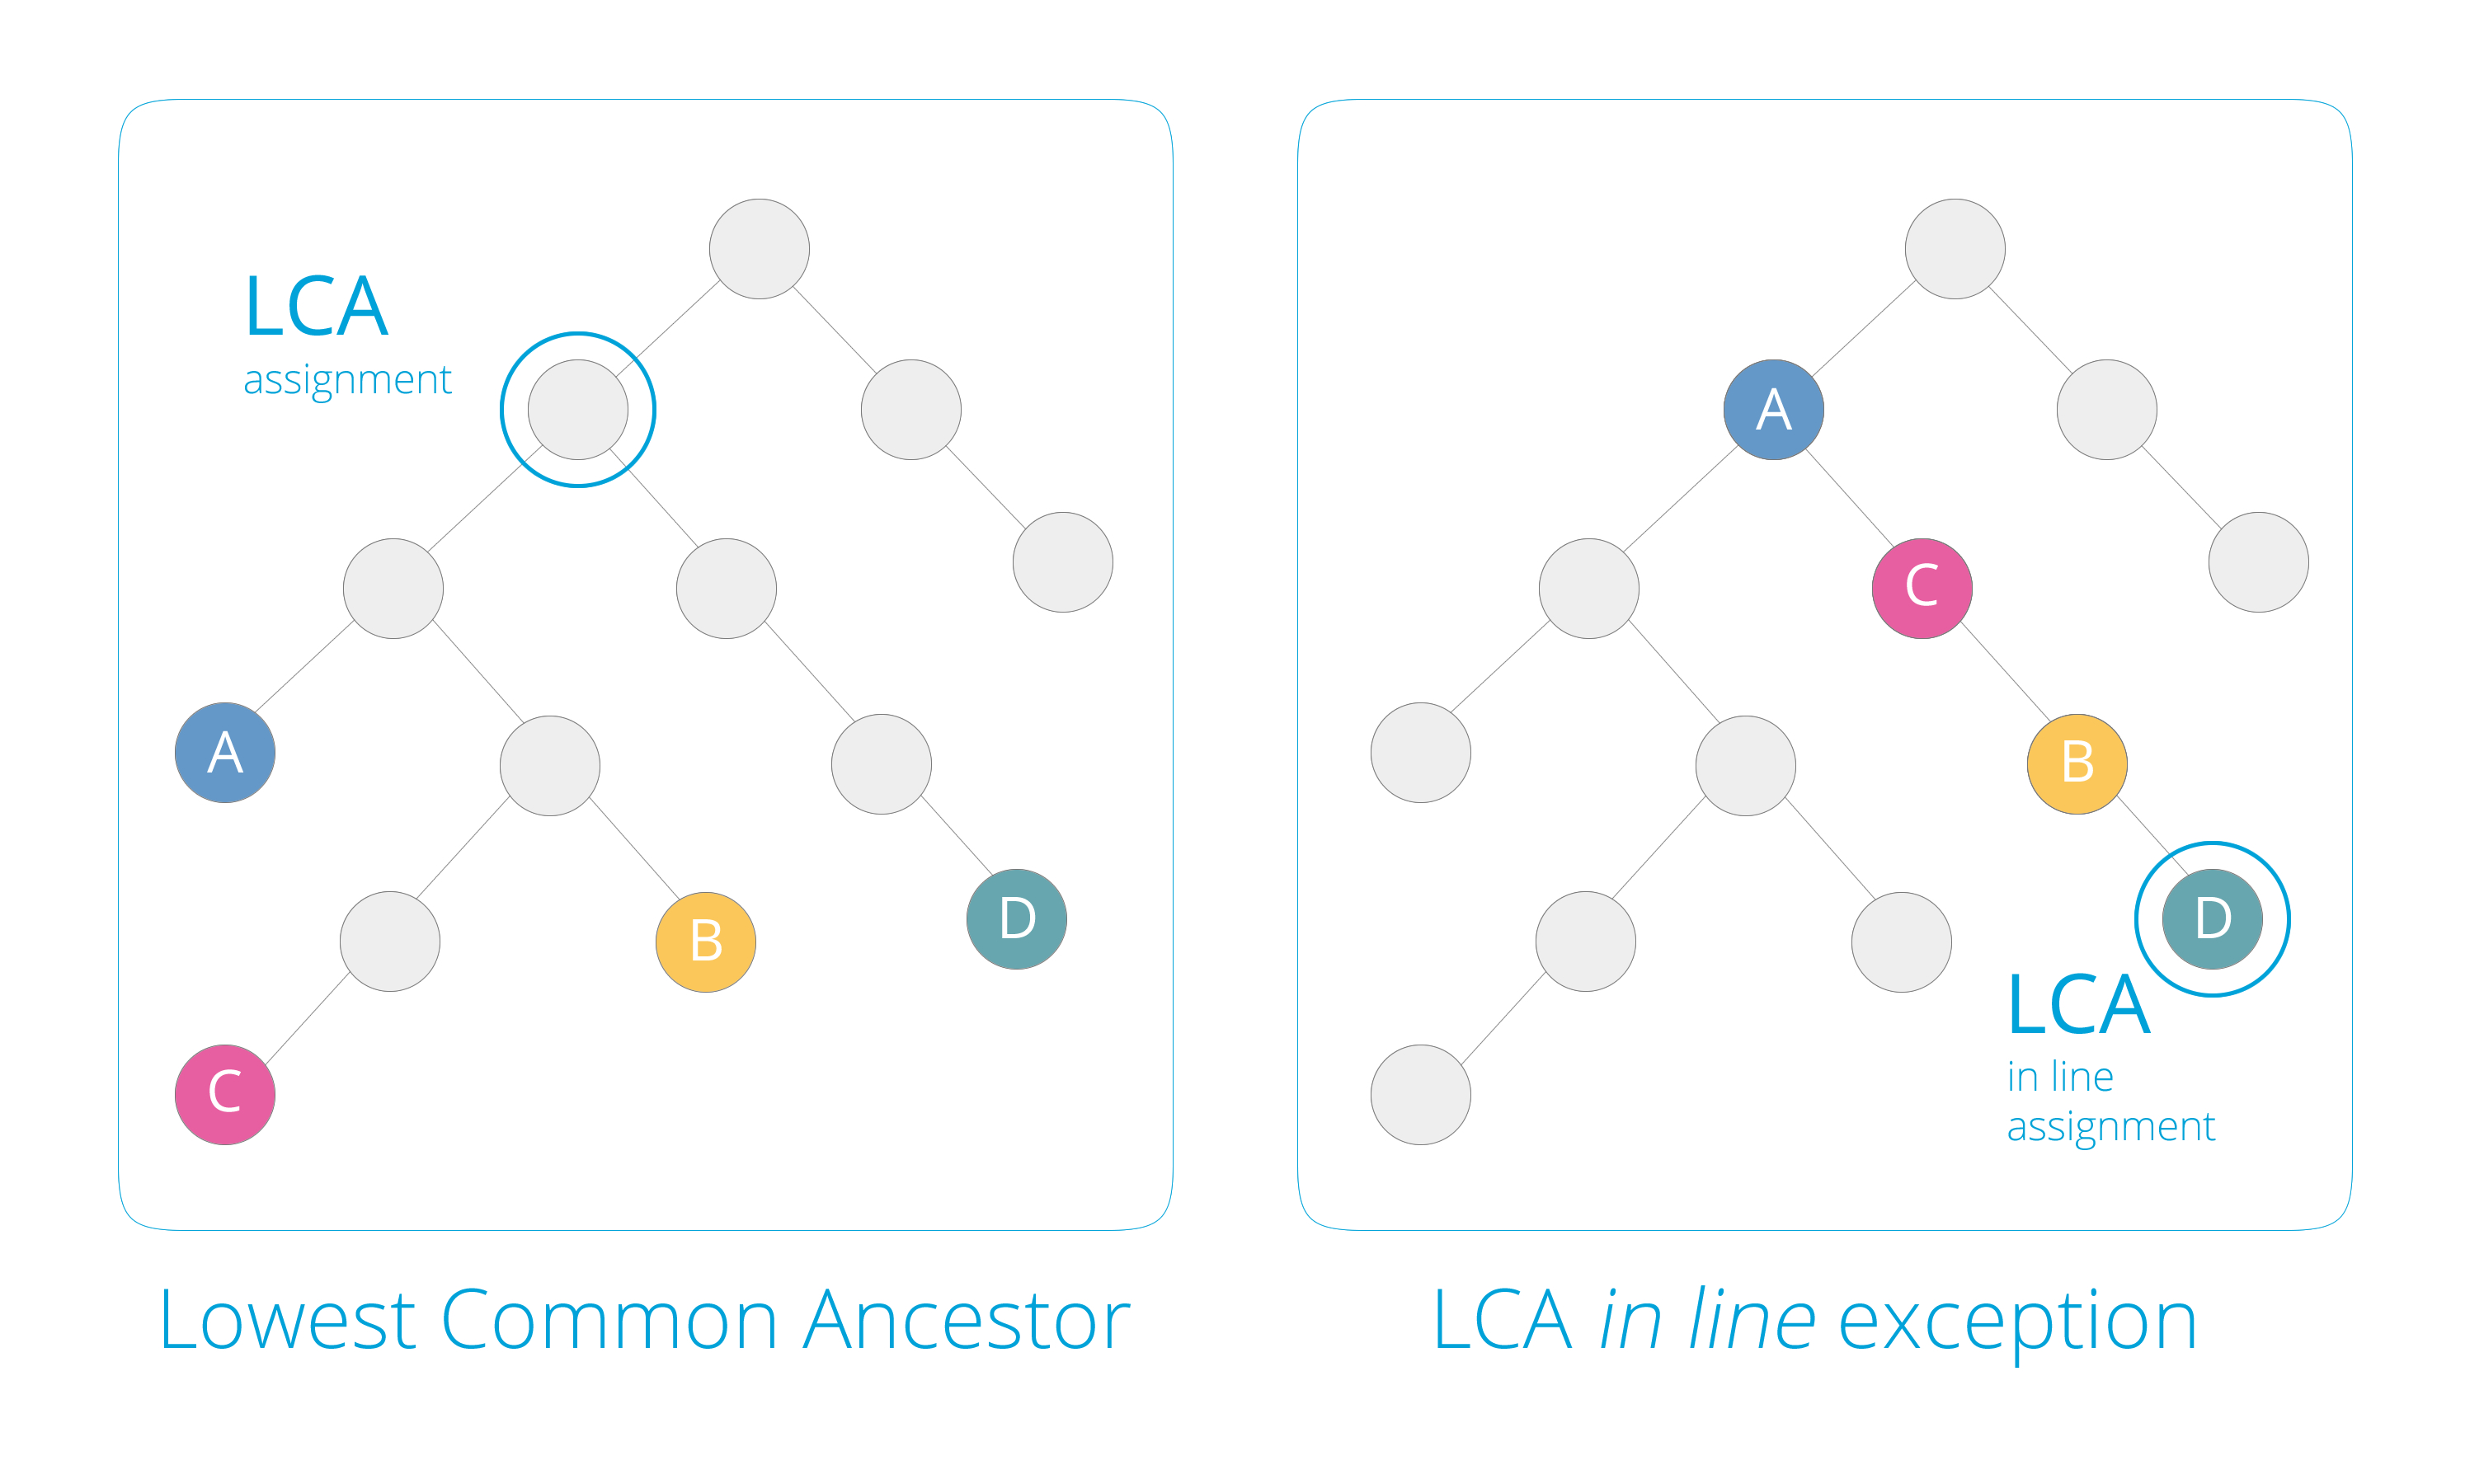 LCA
assignment
A
B
D
C
Lowest Common Ancestor
A
C
B
D
LCA
in line
assignment
LCA in line exception